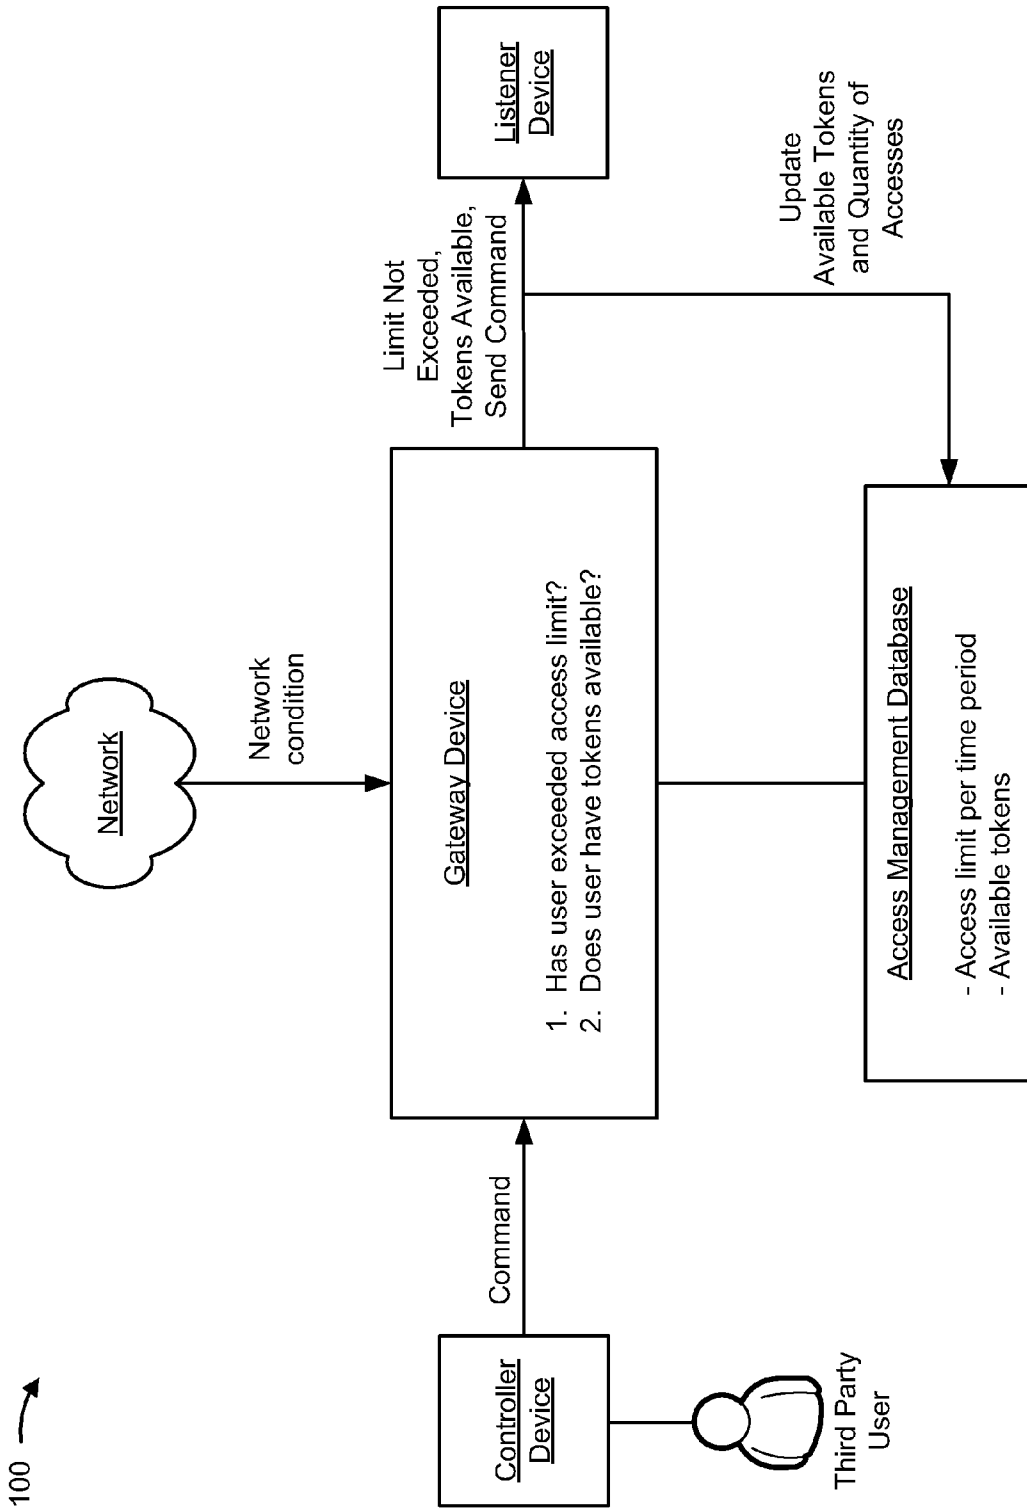 100
Network
Network
condition
Controller
Device
Third Party
User
Command
Gateway Device
1. Has user exceeded access limit?
2. Does user have tokens available?
Limit Not
Exceeded,
Tokens Available,
Send Command
Listener
Device
Access Management Database
- Access limit per time period
- Available tokens
Update
Available Tokens
and Quantity of
Accesses